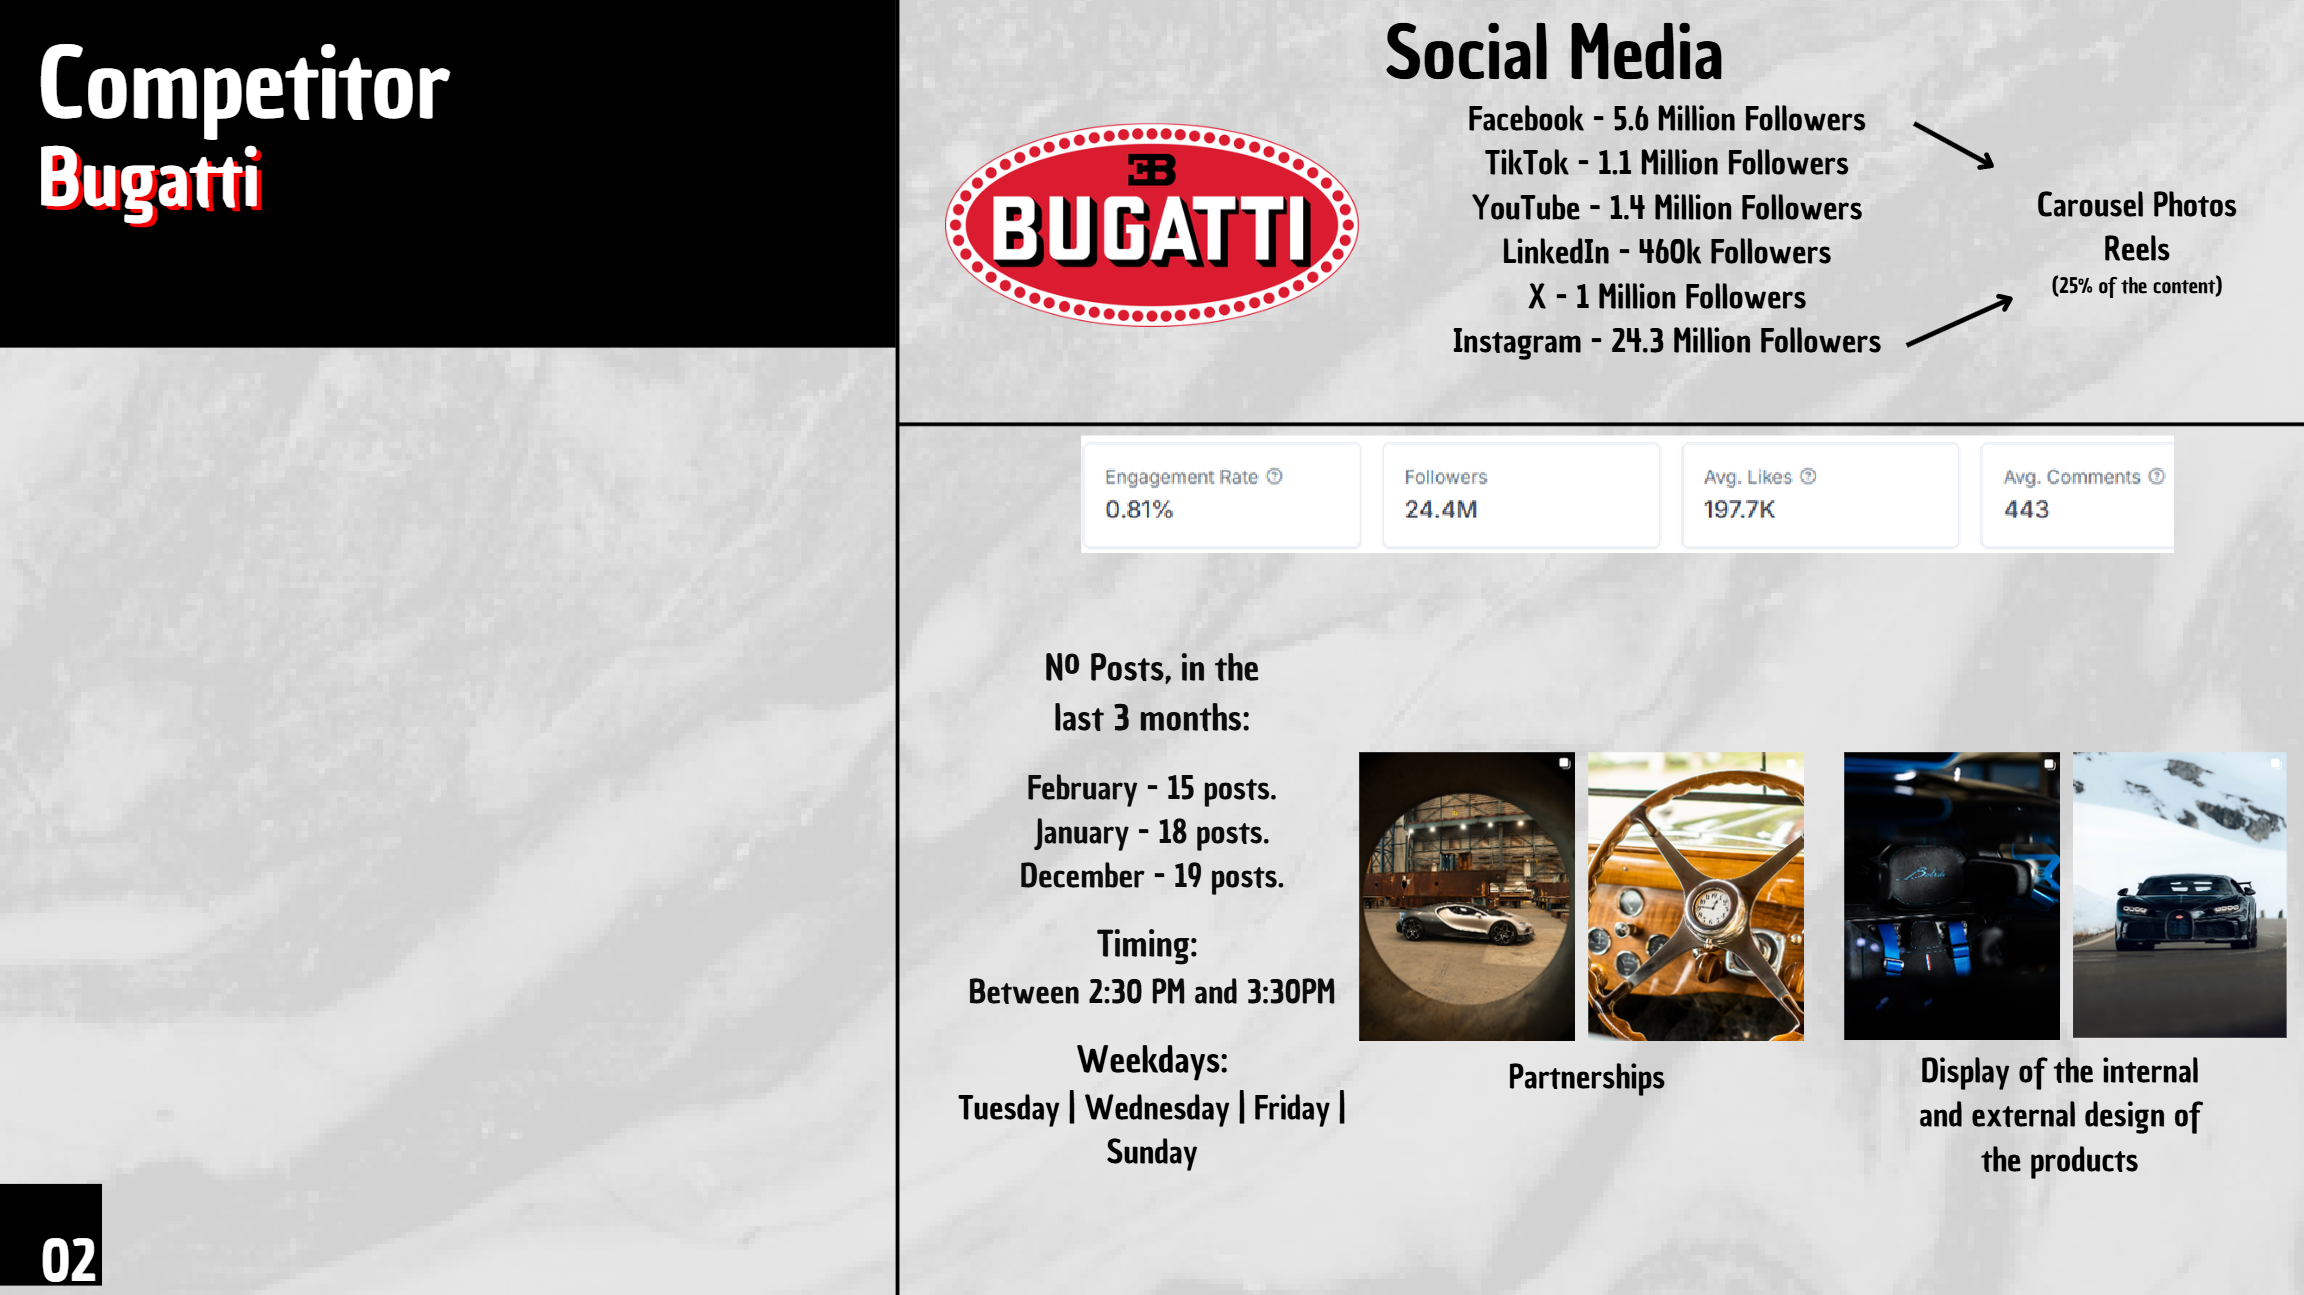 Competitor
Bugatti
02
Social Media
EB
BUGATTI
Facebook - 5.6 Million Followers
TikTok - 1.1 Million Followers
YouTube - 1.4 Million Followers
LinkedIn - 460k Followers
X - 1 Million Followers
Instagram - 24.3 Million Followers
Carousel Photos
Reels
(25% of the content)
Engagement Rate
0.81%
Followers
24.4M
Avg. Likes
197.7K
Avg. Comments
443
Nº Posts, in the
last 3 months:
February - 15 posts.
January - 18 posts.
December - 19 posts.
Timing:
Between 2:30 PM and 3:30PM
Weekdays:
Tuesday | Wednesday | Friday |
Sunday
Partnerships
Bolide
Display of the internal
and external design of
the products